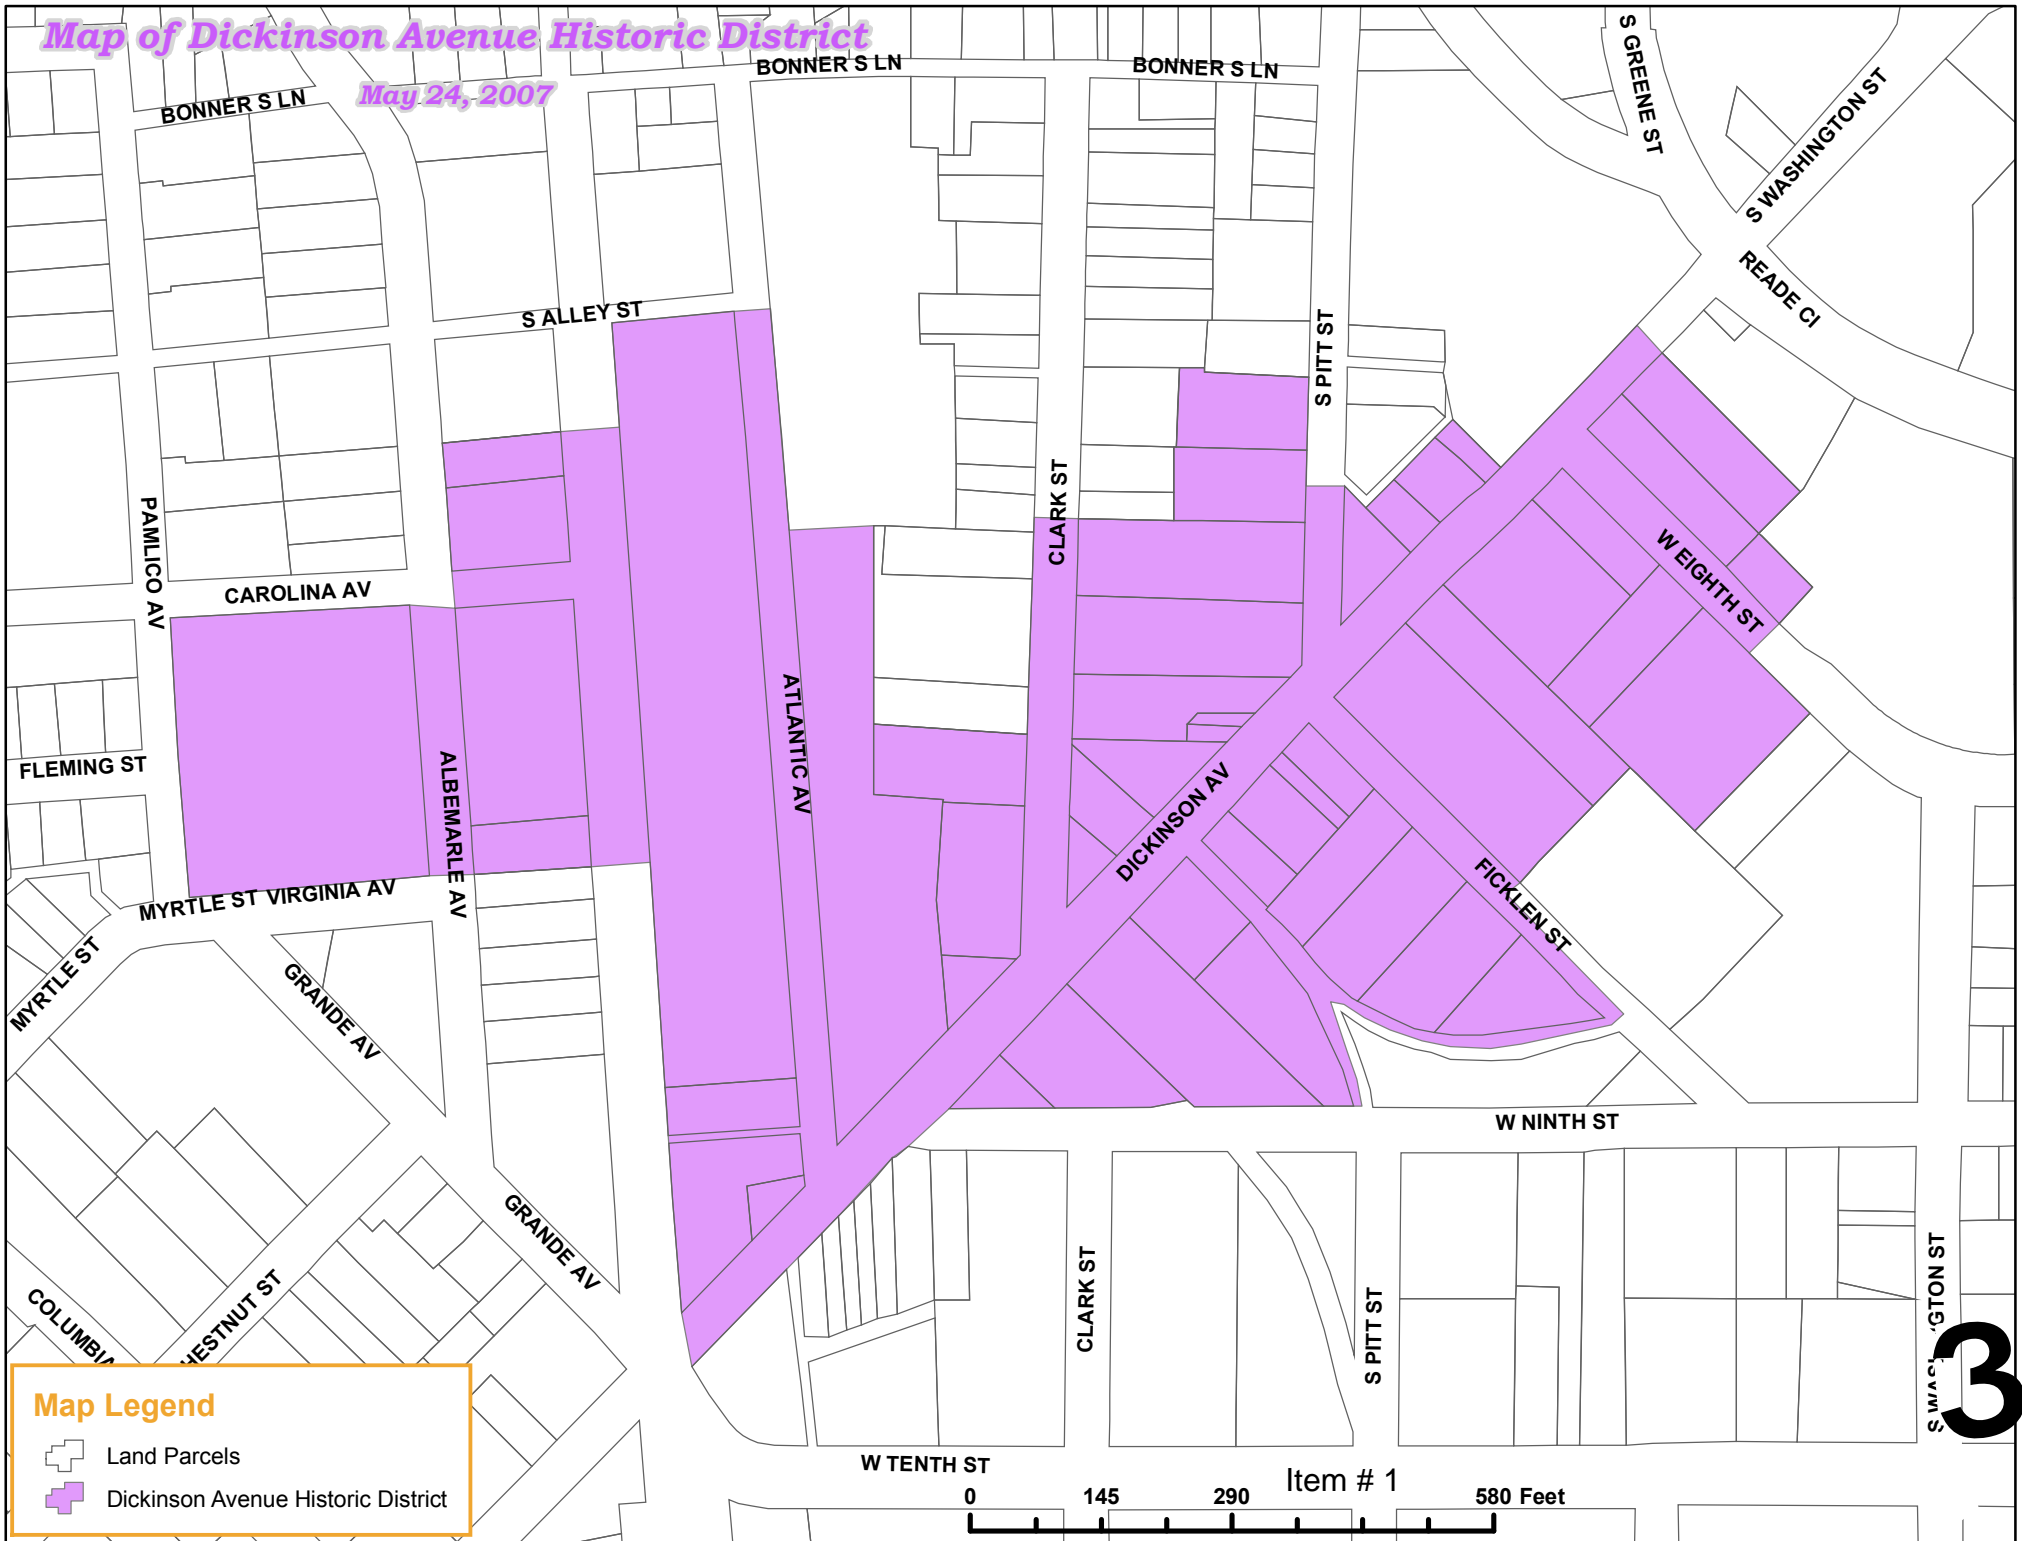 Map of Dickinson Avenue Historic District
May 24, 2007
BONNER S LN
BONNER S LN
BONNER S LN
S GREENE ST
S WASHINGTON ST
READE CI
S ALLEY ST
S PITT ST
CLARK ST
PAMLICO AV
CAROLINA AV
W EIGHTH ST
ATLANTIC AV
ALBEMARLE AV
FLEMING ST
DICKINSON AV
FICKLEN ST
MYRTLE ST VIRGINIA AV
MYRTLE ST
GRANDE AV
W NINTH ST
GRANDE AV
CLARK ST
S PITT ST
COLUMBIA
HESTNUT ST
3
Map Legend
Land Parcels
Dickinson Avenue Historic District
W TENTH ST
Item # 1
0 145 290 580 Feet